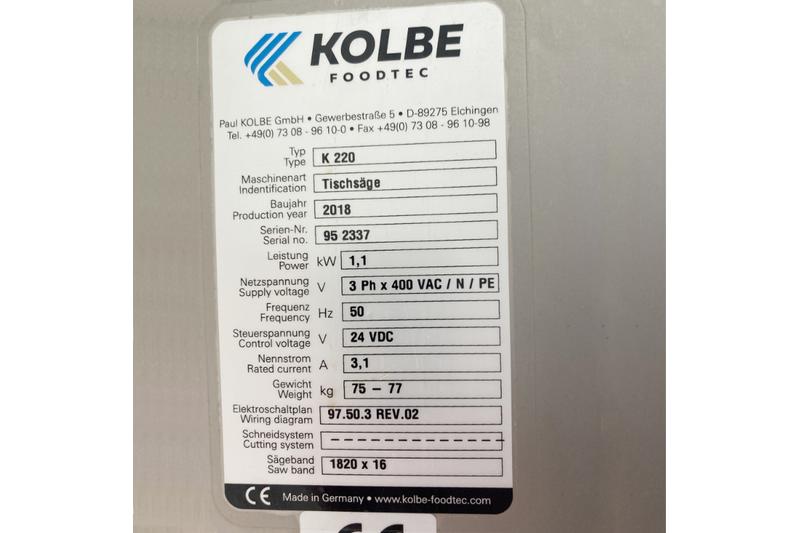 KOLBE
FOODTEC
Paul KOLBE GmbH • Gewerbestraße 5 • D-89275 Elchingen
Tel. +49(0) 73 08 - 96 10-0 • Fax +49(0) 73 08 - 96 10-98
Typ
Type K 220
Maschinenart
Indentification Tischsäge
Baujahr
Production year 2018
Serien-Nr.
Serial no. 95 2337
Leistung
Power kW 1,1
Netzspannung
Supply voltage V 3 Ph x 400 VAC / N / PE
Frequenz
Frequency Hz 50
Steuerspannung
Control voltage V 24 VDC
Nennstrom
Rated current A 3,1
Gewicht
Weight kg 75 – 77
Elektroschaltplan
Wiring diagram 97.50.3 REV.02
Schneidsystem
Cutting system ----------------
Sägeband
Saw band 1820 x 16
CE Made in Germany • www.kolbe-foodtec.com